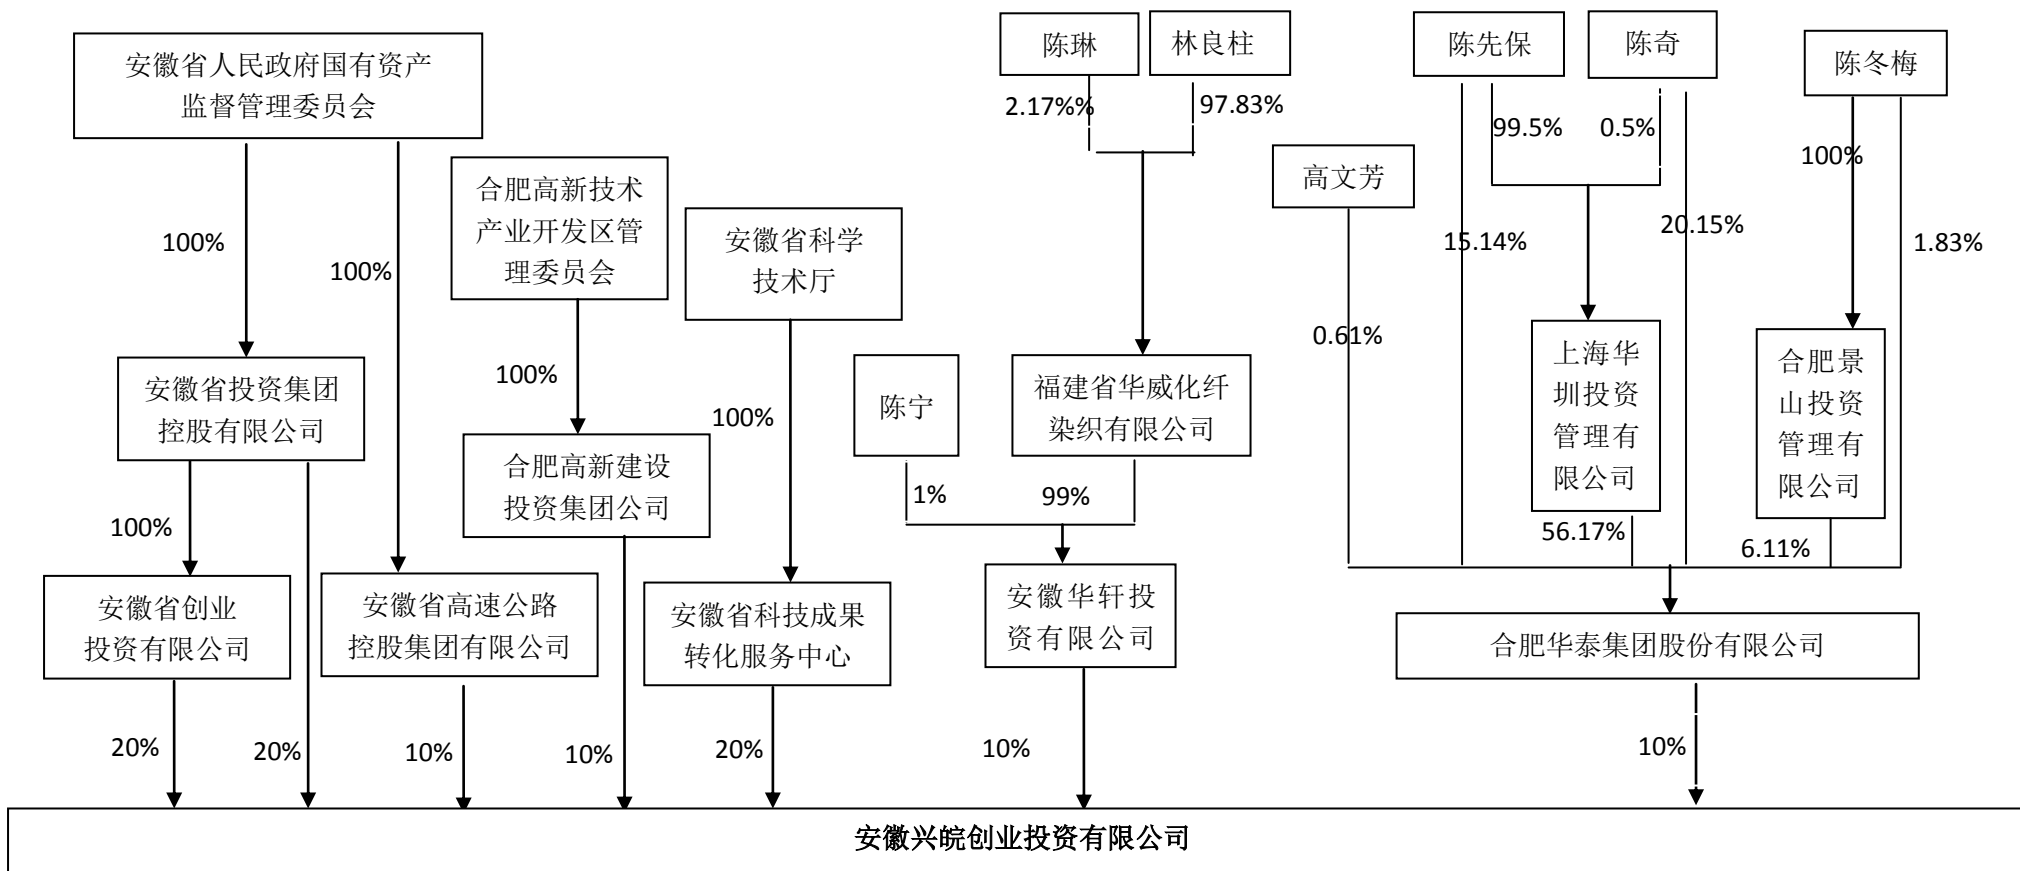 陈琳
林良柱
陈先保
陈奇
陈冬梅
安徽省人民政府国有资产
监督管理委员会
2.17%%
97.83%
99.5%
0.5%
100%
高文芳
合肥高新技术
产业开发区管
理委员会
安徽省科学
技术厅
100%
100%
15.14%
20.15%
1.83%
0.61%
安徽省投资集团
控股有限公司
100%
100%
陈宁
福建省华威化纤
染织有限公司
上海华
圳投资
管理有
限公司
合肥景
山投资
管理有
限公司
合肥高新建设
投资集团公司
1%
99%
100%
56.17%
6.11%
安徽省创业
投资有限公司
安徽省高速公路
控股集团有限公司
安徽省科技成果
转化服务中心
安徽华轩投
资有限公司
合肥华泰集团股份有限公司
20%
20%
10%
10%
20%
10%
10%
安徽兴皖创业投资有限公司